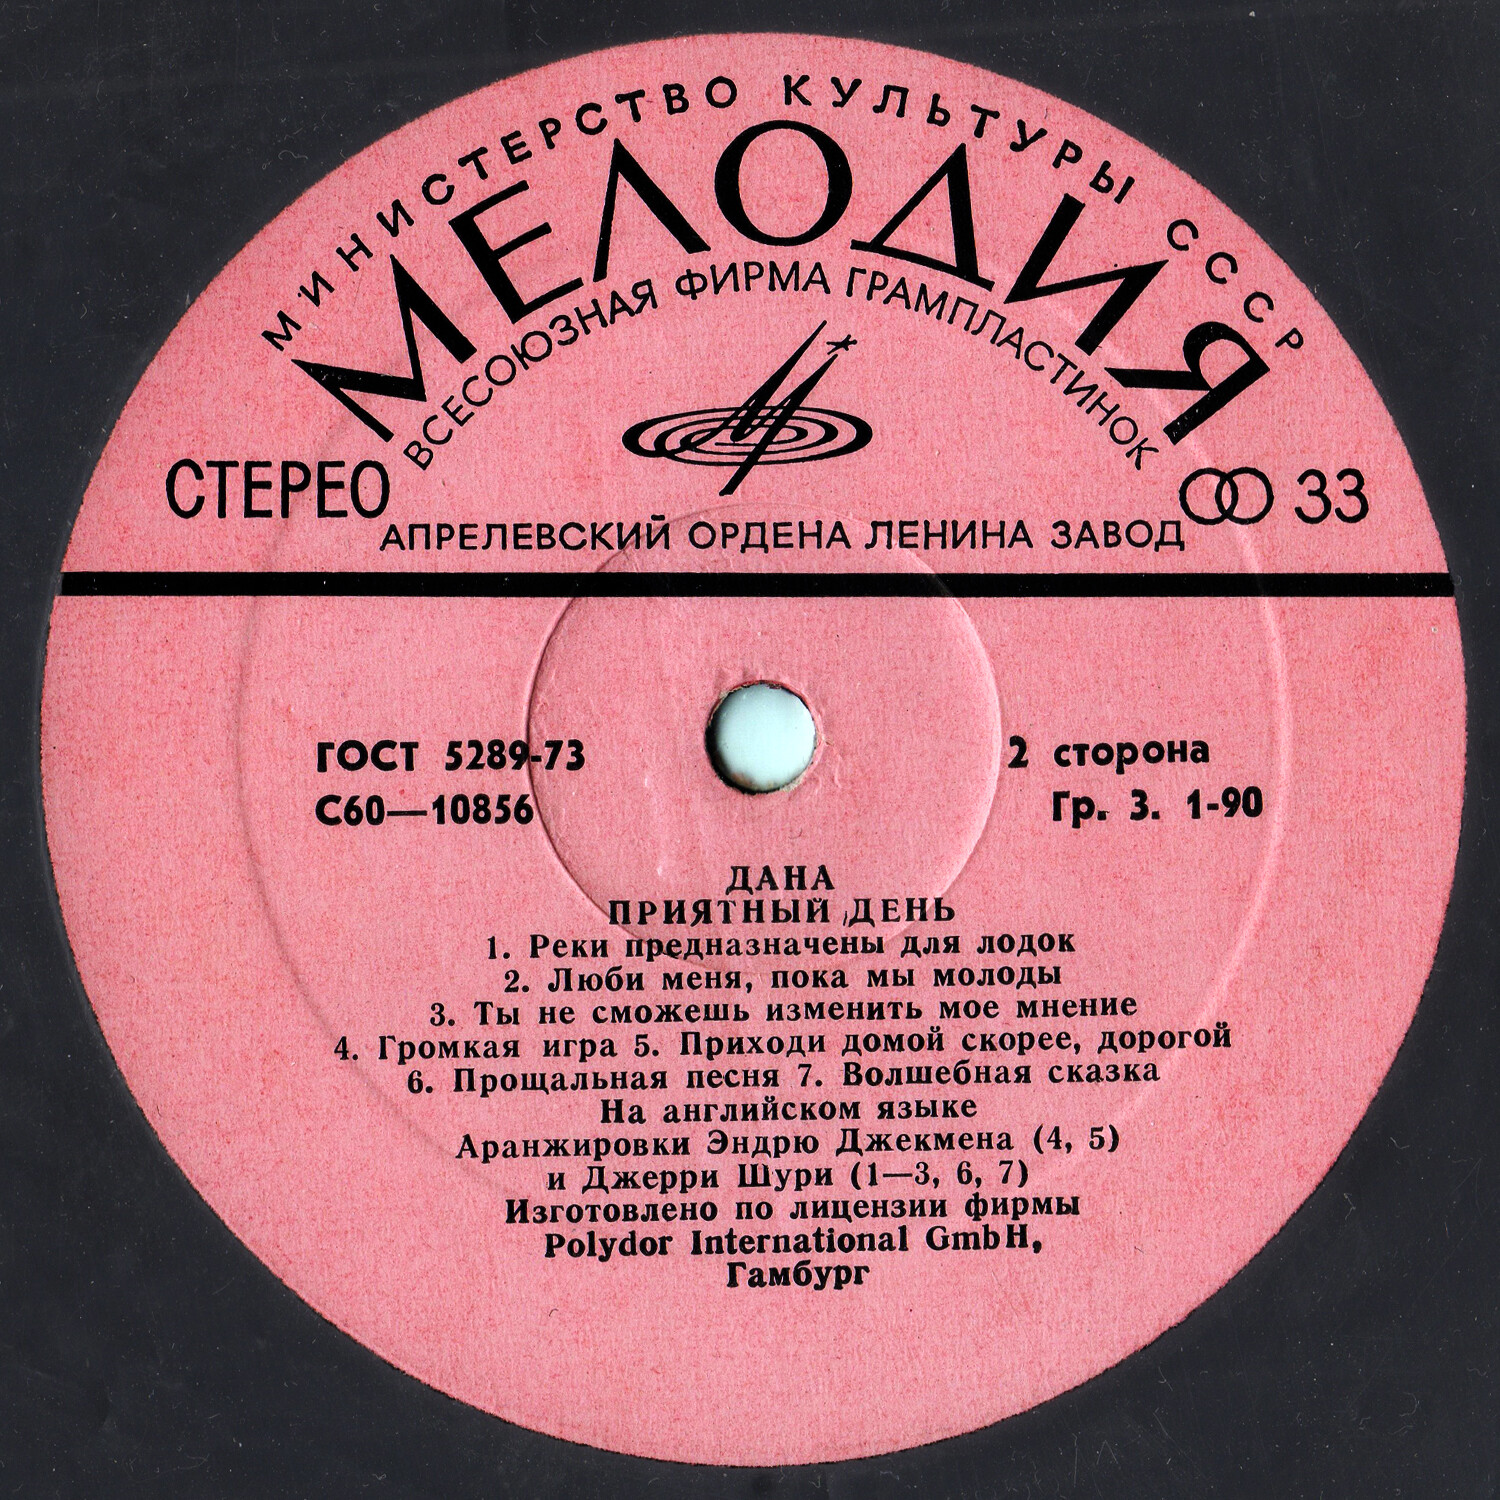 МИНИСТЕРСТВО КУЛЬТУРЫ СССР
МЕЛОДИЯ
ВСЕСОЮЗНАЯ ФИРМА ГРАМПЛАСТИНОК
СТЕРЕО
33
АПРЕЛЕВСКИЙ ОРДЕНА ЛЕНИНА ЗАВОД
ГОСТ 5289-73
2 сторона
С60—10856
Гр. 3. 1-90
ДАНА
ПРИЯТНЫЙ ДЕНЬ
1. Реки предназначены для лодок
2. Люби меня, пока мы молоды
3. Ты не сможешь изменить мое мнение
4. Громкая игра 5. Приходи домой скорее, дорогой
6. Прощальная песня 7. Волшебная сказка
На английском языке
Аранжировки Эндрю Джекмена (4, 5)
и Джерри Шури (1—3, 6, 7)
Изготовлено по лицензии фирмы
Polydor International GmbH,
Гамбург